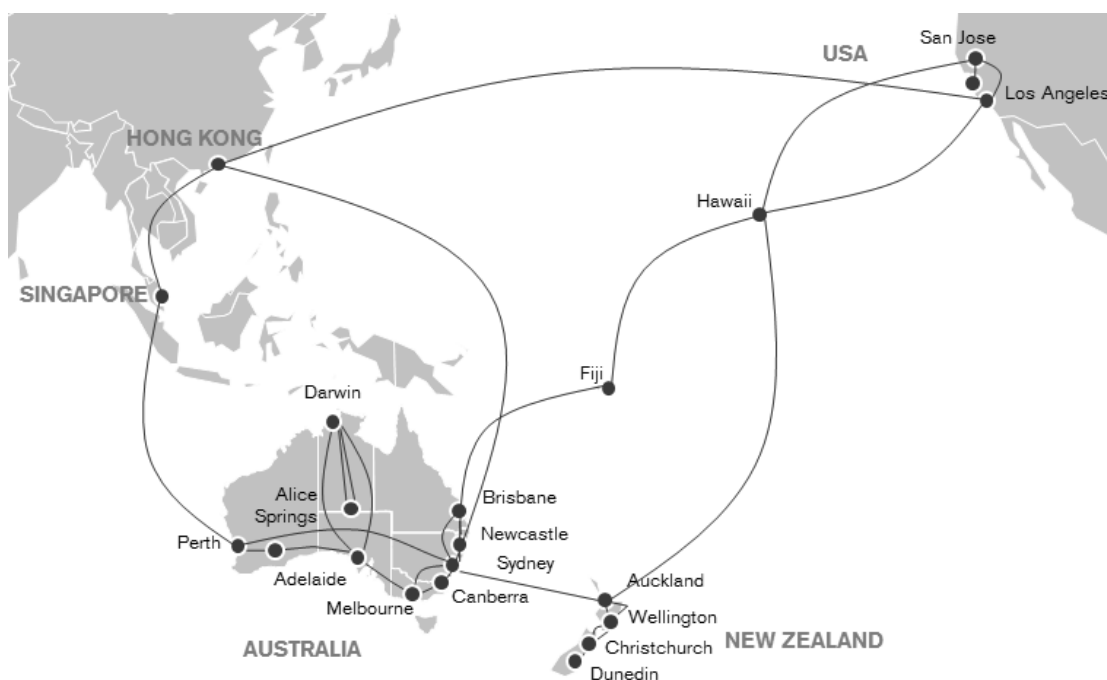 San Jose
USA
Los Angeles
HONG KONG
Hawaii
SINGAPORE
Fiji
Darwin
Alice
Springs
Brisbane
Newcastle
Perth
Sydney
Adelaide
Canberra
Melbourne
Auckland
Wellington
NEW ZEALAND
Christchurch
AUSTRALIA
Dunedin